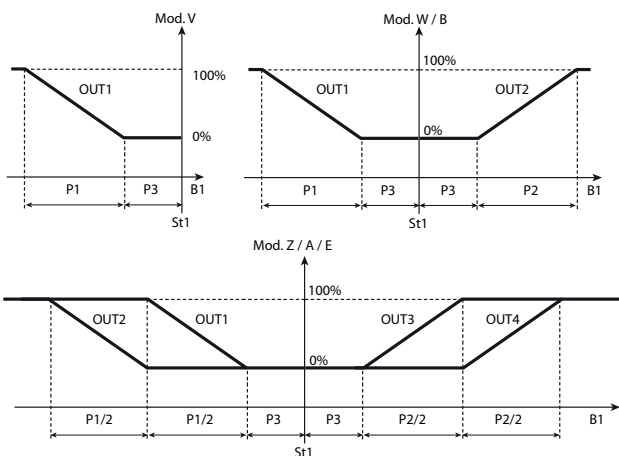 Mod. V
100%
OUT1
0%
P1 P3 B1
St1
Mod. W / B
100%
OUT1 OUT2
0%
P1 P3 P3 P2 B1
St1
Mod. Z / A / E
100%
OUT2 OUT1 OUT3 OUT4
0%
P1/2 P1/2 P3 P3 P2/2 P2/2 B1
St1